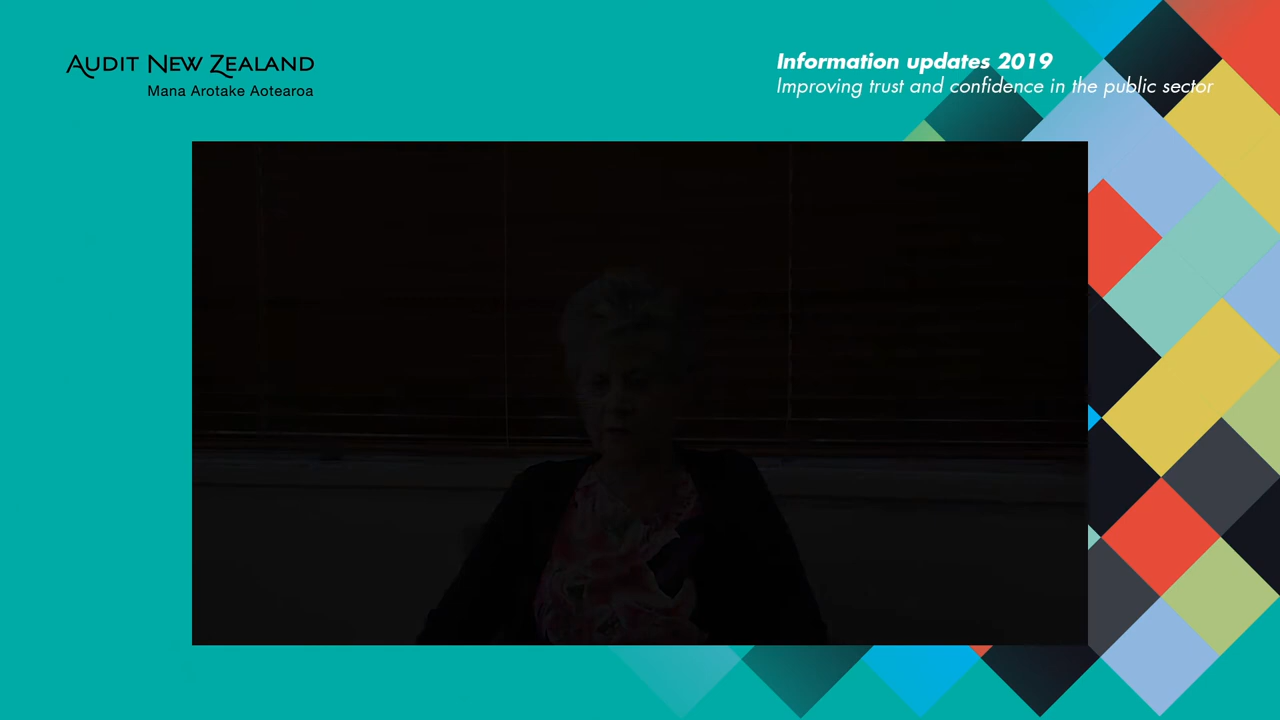 AUDIT NEW ZEALAND
Mana Arotake Aotearoa
Information updates 2019
Improving trust and confidence in the public sector